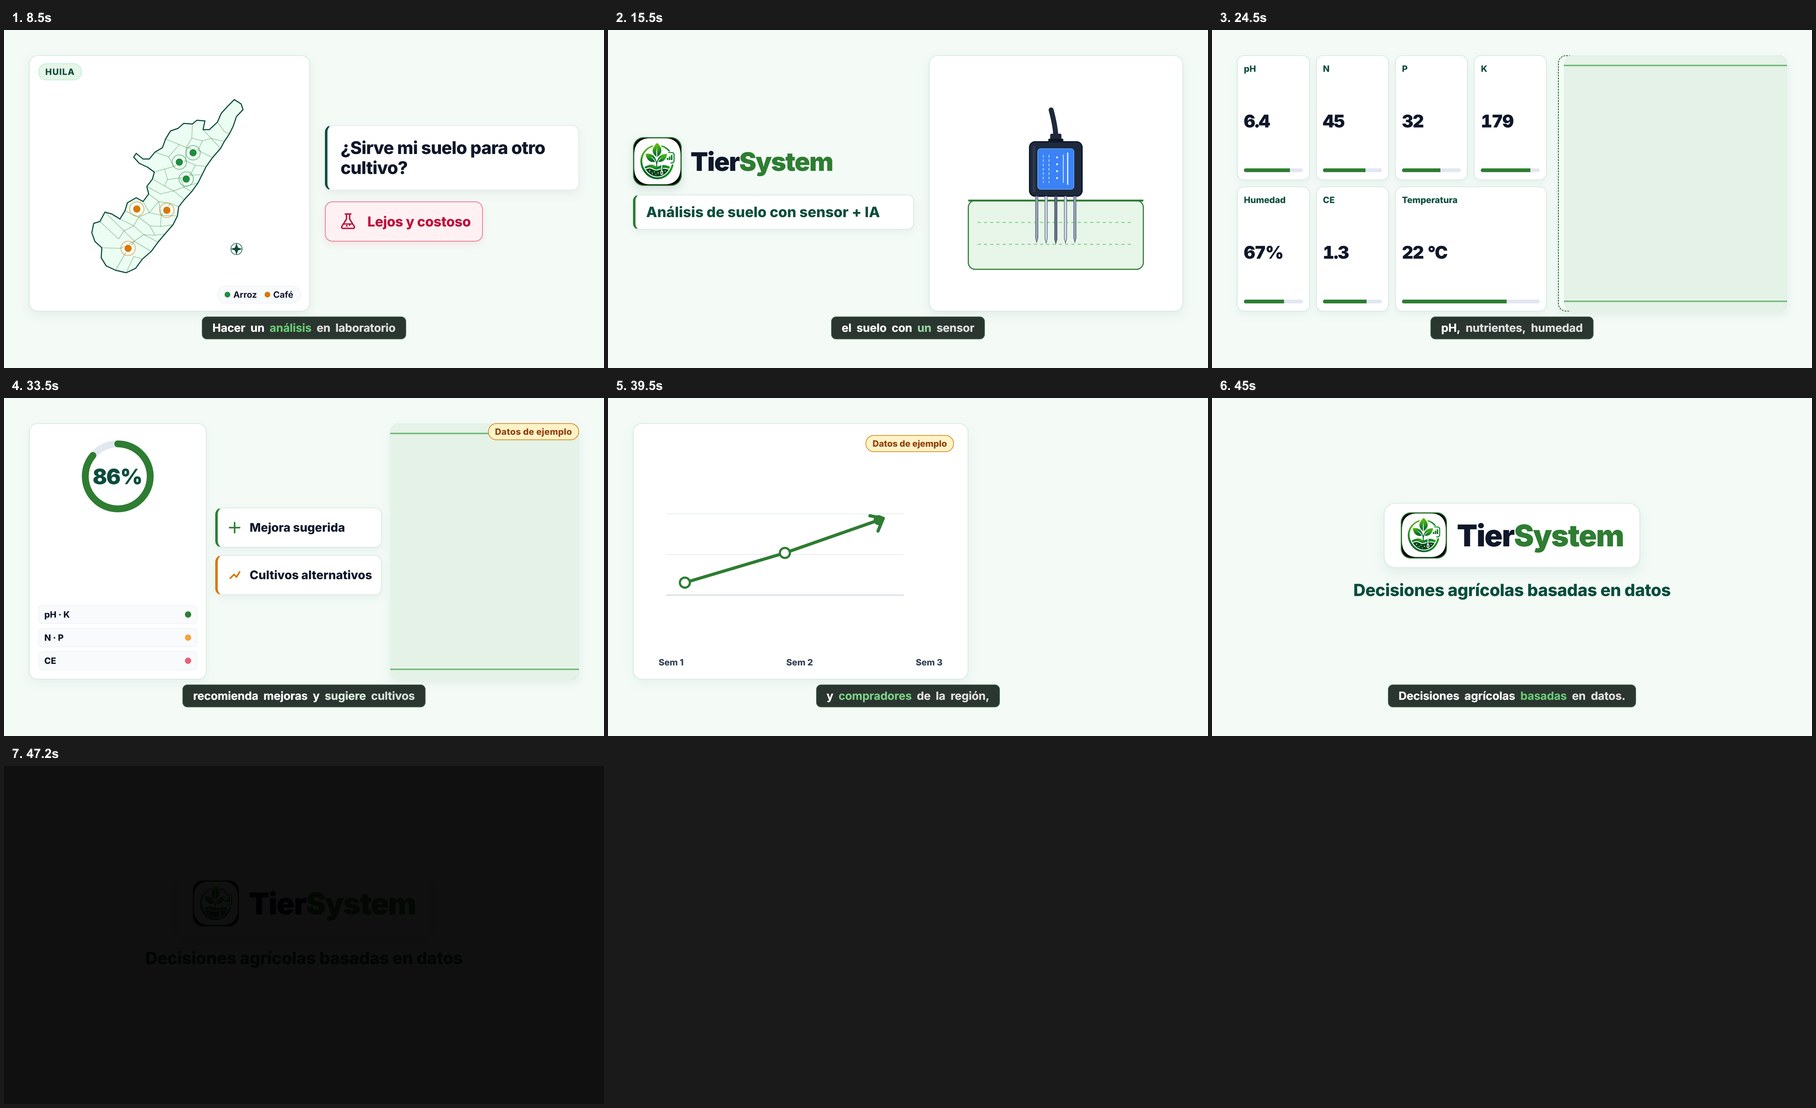 1. 8.5s
HUILA
¿Sirve mi suelo para otro
cultivo?
Lejos y costoso
Arroz Café
Hacer un análisis en laboratorio
2. 15.5s
TierSystem
Análisis de suelo con sensor + IA
el suelo con un sensor
3. 24.5s
pH N P K
6.4 45 32 179
Humedad CE Temperatura
67% 1.3 22 °C
pH, nutrientes, humedad
4. 33.5s
Datos de ejemplo
86%
Mejora sugerida
Cultivos alternativos
pH · K
N · P
CE
recomienda mejoras y sugiere cultivos
5. 39.5s
Datos de ejemplo
Sem 1 Sem 2 Sem 3
y compradores de la región,
6. 45s
TierSystem
Decisiones agrícolas basadas en datos
Decisiones agrícolas basadas en datos.
7. 47.2s
TierSystem
Decisiones agrícolas basadas en datos